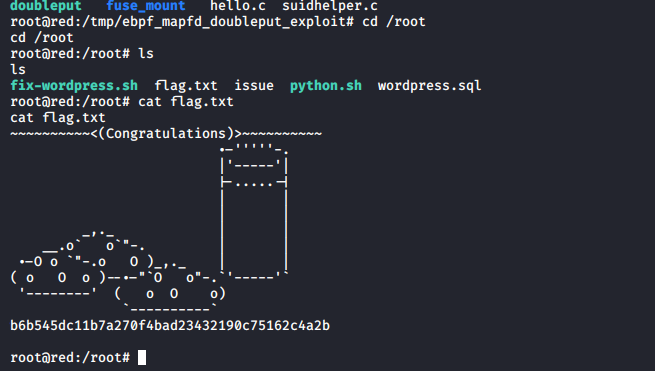 doubleput    fuse_mount  hello.c  suidhelper.c
root@red:/tmp/ebpf_mapfd_doubleput_exploit# cd /root
cd /root
root@red:/root# ls
ls
fix-wordpress.sh  flag.txt  issue  python.sh  wordpress.sql
root@red:/root# cat flag.txt
cat flag.txt
~~~~~~~~~~<(Congratulations)>~~~~~~~~~~
                          .-'''''-.
                          |'-----'|
                          |-.....-|
                          |       |
                          |       |
         _,._             |       |
    __.o`   o`"-.         |       |
 .-O o `"-.o   O )_,._    |       |
( o   O  o )--.-"`O   o"-.`'-----'`
 '--------'  (   o  O    o)
              `----------`
b6b545dc11b7a270f4bad23432190c75162c4a2b
root@red:/root#